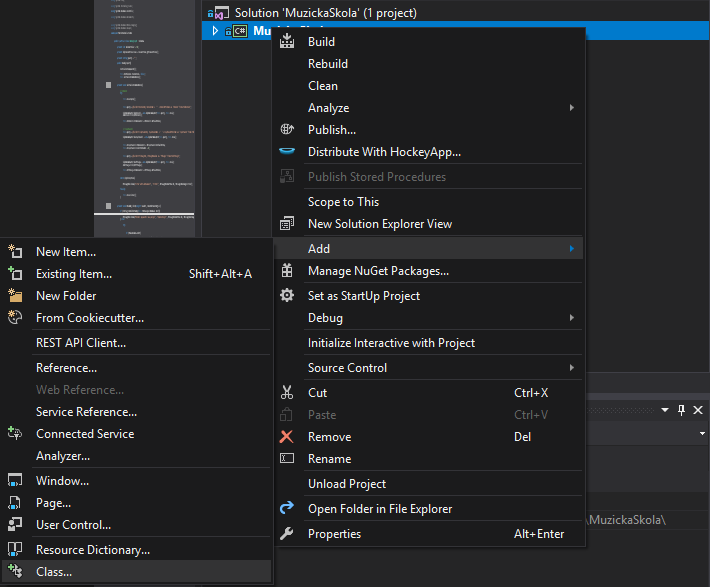 Solution 'MuzickaSkola' (1 project)
C#
Build
Rebuild
Clean
Analyze
Publish...
Distribute With HockeyApp...
Publish Stored Procedures
Scope to This
New Solution Explorer View
Add
Manage NuGet Packages...
Set as StartUp Project
Debug
Initialize Interactive with Project
Source Control
Cut Ctrl+X
Paste Ctrl+V
Remove Del
Rename
Unload Project
Open Folder in File Explorer
Properties Alt+Enter
New Item...
Existing Item... Shift+Alt+A
New Folder
From Cookiecutter...
REST API Client...
Reference...
Web Reference...
Service Reference...
Connected Service
Analyzer...
Window...
Page...
User Control...
Resource Dictionary...
Class...
\MuzickaSkola\